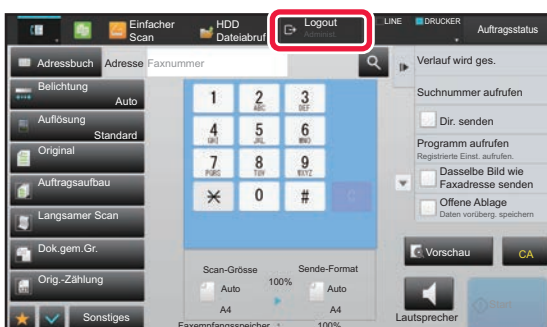 Einfacher
Scan
HDD
Dateiabruf
Logout
Administ.
LINE
DRUCKER
Auftragsstatus
Adressbuch
Adresse
Faxnummer
Verlauf wird ges.
Belichtung
Auto
Auflösung
Standard
Original
Auftragsaufbau
Langsamer Scan
Dok.gem.Gr.
Orig.-Zählung
Sonstiges
1
2
ABC
3
DEF
4
GHI
5
JKL
6
MNO
7
PQRS
8
TUV
9
WXYZ
0
#
Suchnummer aufrufen
Dir. senden
Programm aufrufen
Registrierte Einst. aufrufen.
Dasselbe Bild wie
Faxadresse senden
Offene Ablage
Daten vorüberg. speichern
Vorschau
CA
Scan-Grösse
Auto
A4
100%
Sende-Format
Auto
A4
Faxempfangsspeicher :
100%
Lautsprecher
Start